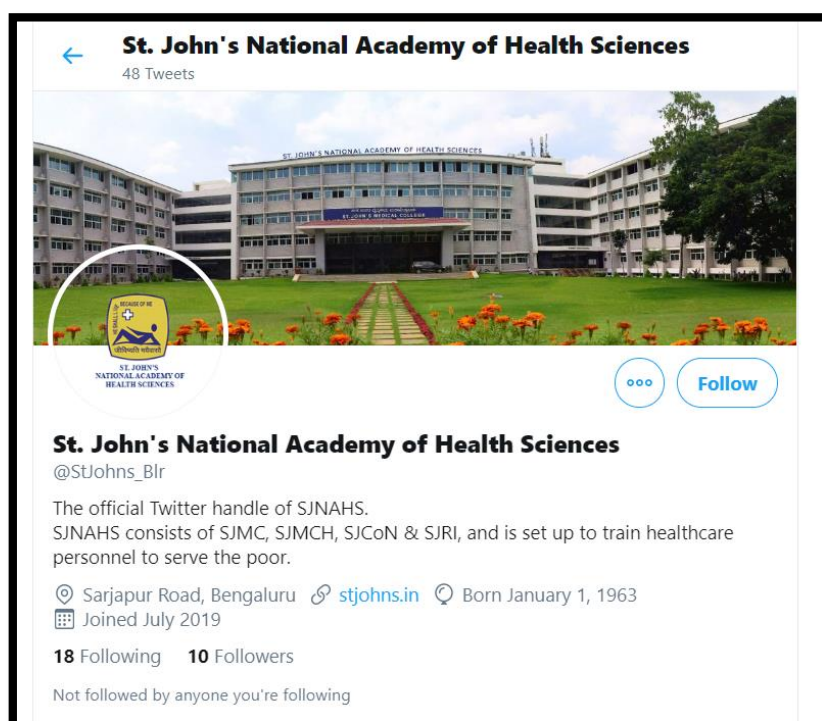 St. John's National Academy of Health Sciences
48 Tweets
ST. JOHN'S NATIONAL ACADEMY OF HEALTH SCIENCES
ST. JOHN'S MEDICAL COLLEGE
BECAUSE OF ME
HE SHALL LIVE
ST. JOHN'S
NATIONAL ACADEMY OF
HEALTH SCIENCES
Follow
St. John's National Academy of Health Sciences
@StJohns_Blr
The official Twitter handle of SJNAHS.
SJNAHS consists of SJMC, SJMCH, SJCoN & SJRI, and is set up to train healthcare
personnel to serve the poor.
Sarjapur Road, Bengaluru stjohns.in Born January 1, 1963
Joined July 2019
18 Following 10 Followers
Not followed by anyone you're following